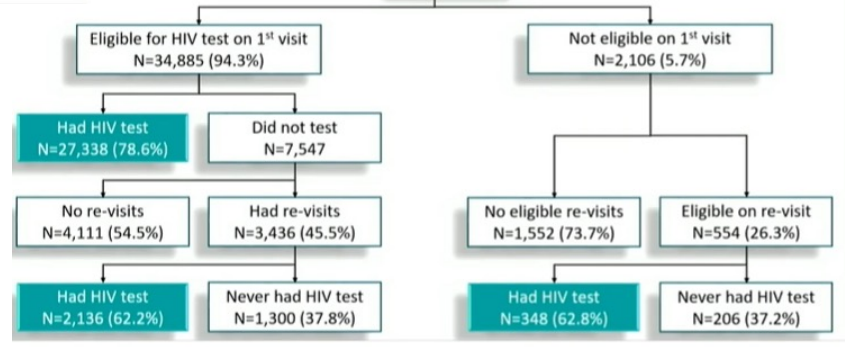 Eligible for HIV test on 1st visit
N=34,885 (94.3%)
Not eligible on 1st visit
N=2,106 (5.7%)
Had HIV test
N=27,338 (78.6%)
Did not test
N=7,547
No re-visits
N=4,111 (54.5%)
Had re-visits
N=3,436 (45.5%)
No eligible re-visits
N=1,552 (73.7%)
Eligible on re-visit
N=554 (26.3%)
Had HIV test
N=2,136 (62.2%)
Never had HIV test
N=1,300 (37.8%)
Had HIV test
N=348 (62.8%)
Never had HIV test
N=206 (37.2%)